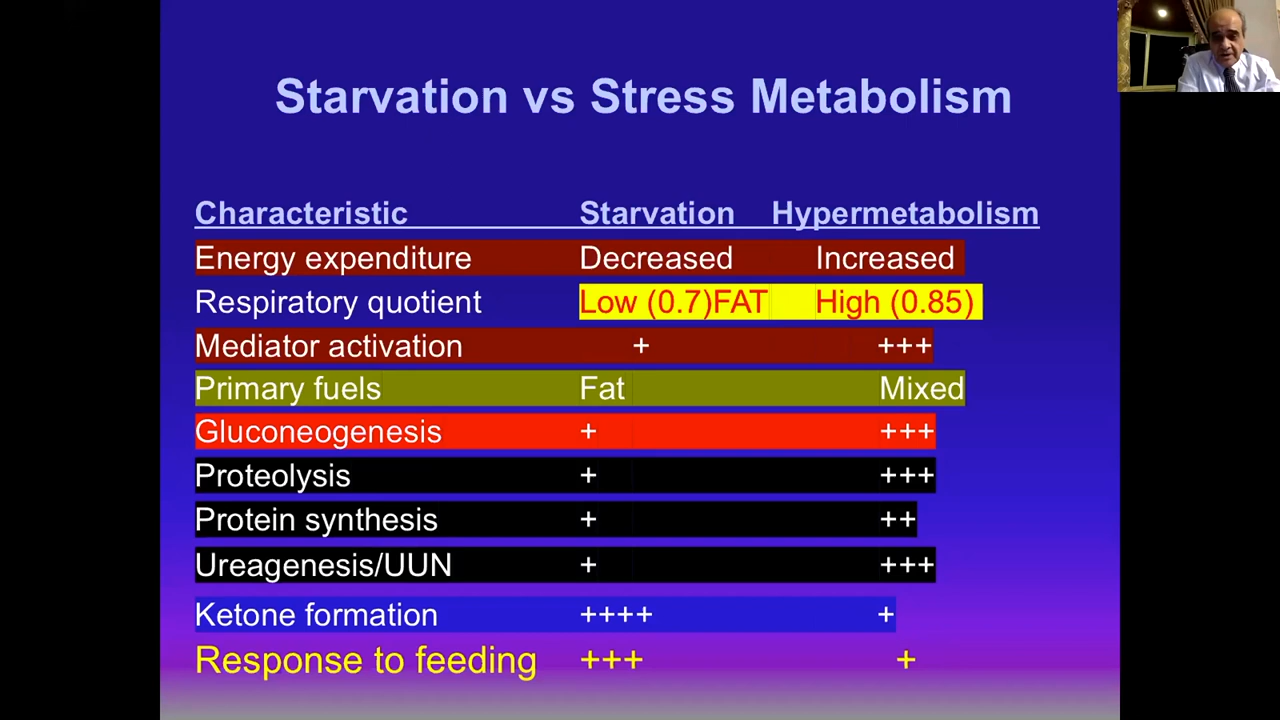 Starvation vs Stress Metabolism
Characteristic Starvation Hypermetabolism
Energy expenditure Decreased Increased
Respiratory quotient Low (0.7)FAT High (0.85)
Mediator activation + +++
Primary fuels Fat Mixed
Gluconeogenesis + +++
Proteolysis + +++
Protein synthesis + ++
Ureagenesis/UUN + +++
Ketone formation ++++ +
Response to feeding +++ +